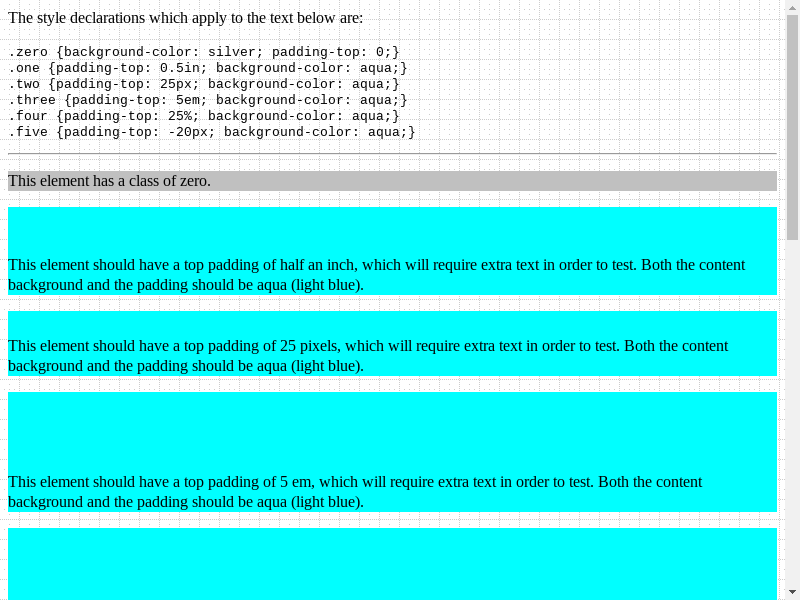 The style declarations which apply to the text below are:
.zero {background-color: silver; padding-top: 0;}
.one {padding-top: 0.5in; background-color: aqua;}
.two {padding-top: 25px; background-color: aqua;}
.three {padding-top: 5em; background-color: aqua;}
.four {padding-top: 25%; background-color: aqua;}
.five {padding-top: -20px; background-color: aqua;}
This element has a class of zero.
This element should have a top padding of half an inch, which will require extra text in order to test. Both the content
background and the padding should be aqua (light blue).
This element should have a top padding of 25 pixels, which will require extra text in order to test. Both the content
background and the padding should be aqua (light blue).
This element should have a top padding of 5 em, which will require extra text in order to test. Both the content
background and the padding should be aqua (light blue).